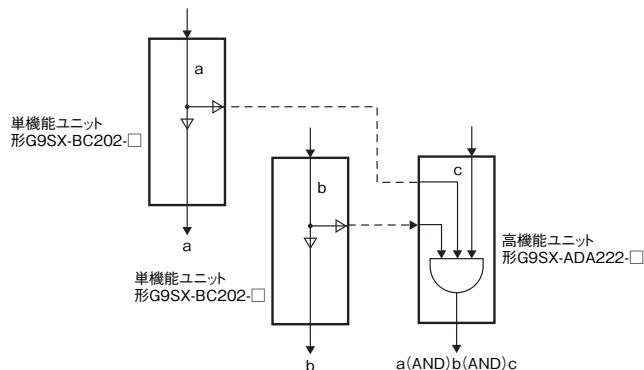 a
単機能ユニット
形G9SX-BC202-□
a
b
単機能ユニット
形G9SX-BC202-□
b
c
高機能ユニット
形G9SX-ADA222-□
a(AND)b(AND)c